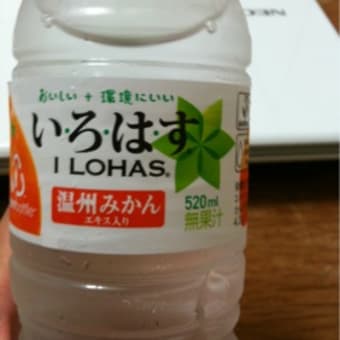 おいしい + 環境にいい
い・ろ・は・す
I LOHAS®
温州みかん
エキス入り
520ml
無果汁